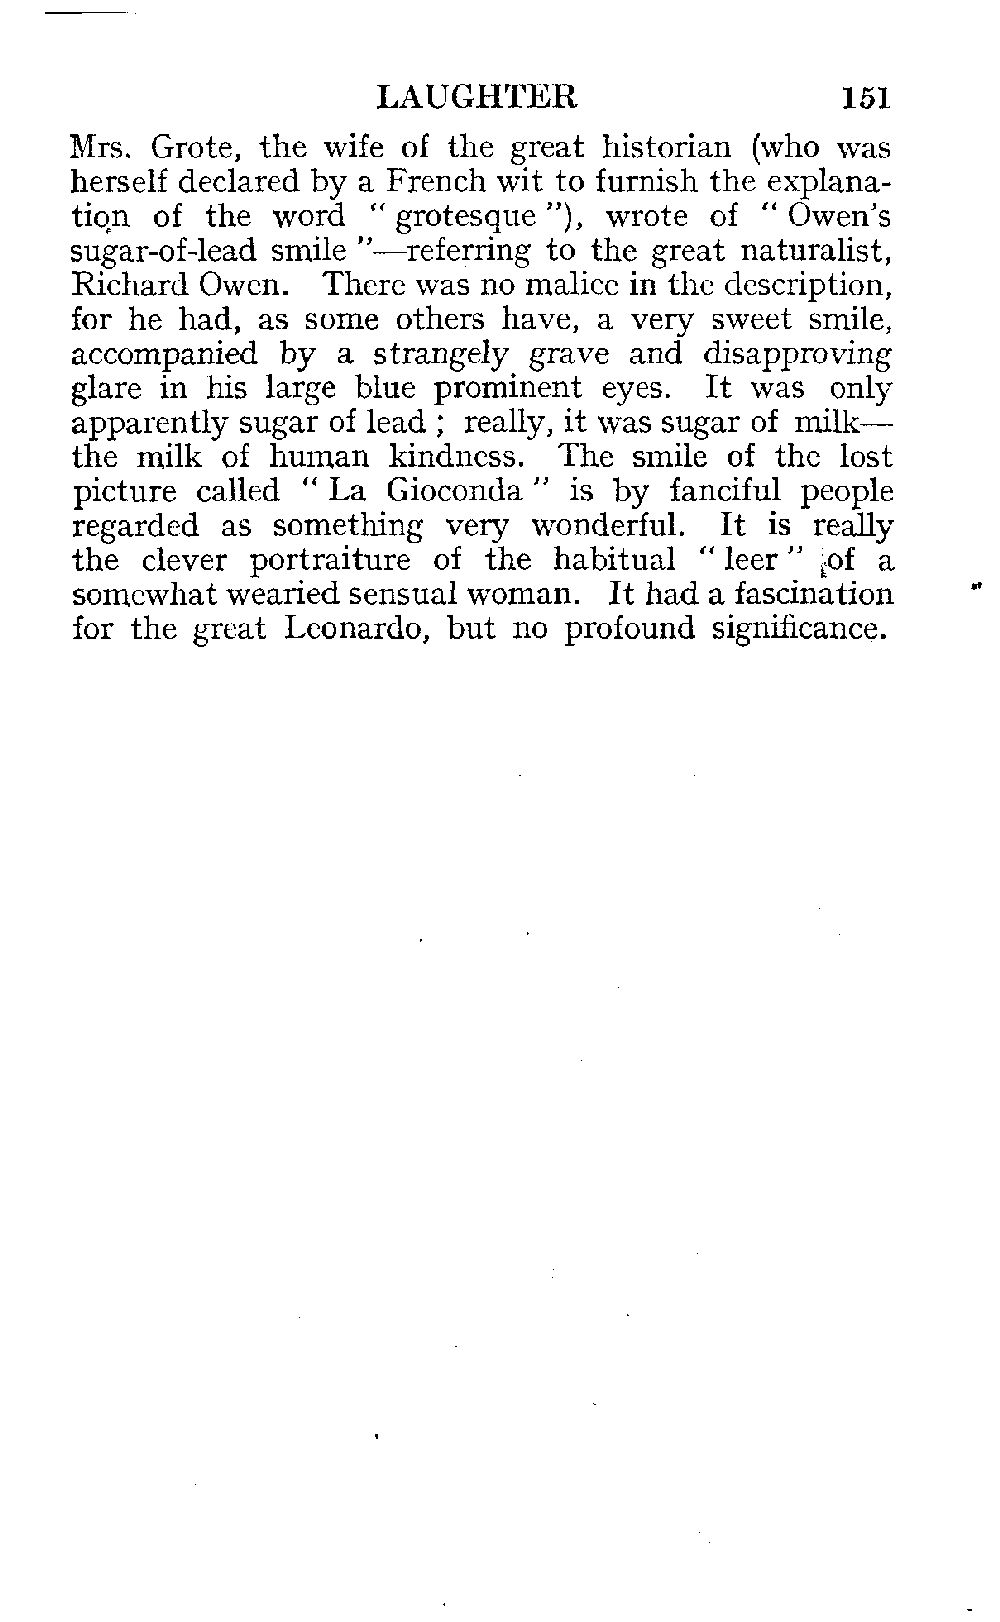 LAUGHTER 151
Mrs. Grote, the wife of the great historian (who was
herself declared by a French wit to furnish the explana-
tion of the word “ grotesque ”), wrote of “ Owen’s
sugar-of-lead smile ”—referring to the great naturalist,
Richard Owen. There was no malice in the description,
for he had, as some others have, a very sweet smile,
accompanied by a strangely grave and disapproving
glare in his large blue prominent eyes. It was only
apparently sugar of lead ; really, it was sugar of milk—
the milk of human kindness. The smile of the lost
picture called “ La Gioconda ” is by fanciful people
regarded as something very wonderful. It is really
the clever portraiture of the habitual “ leer ” of a
somewhat wearied sensual woman. It had a fascination
for the great Leonardo, but no profound significance.